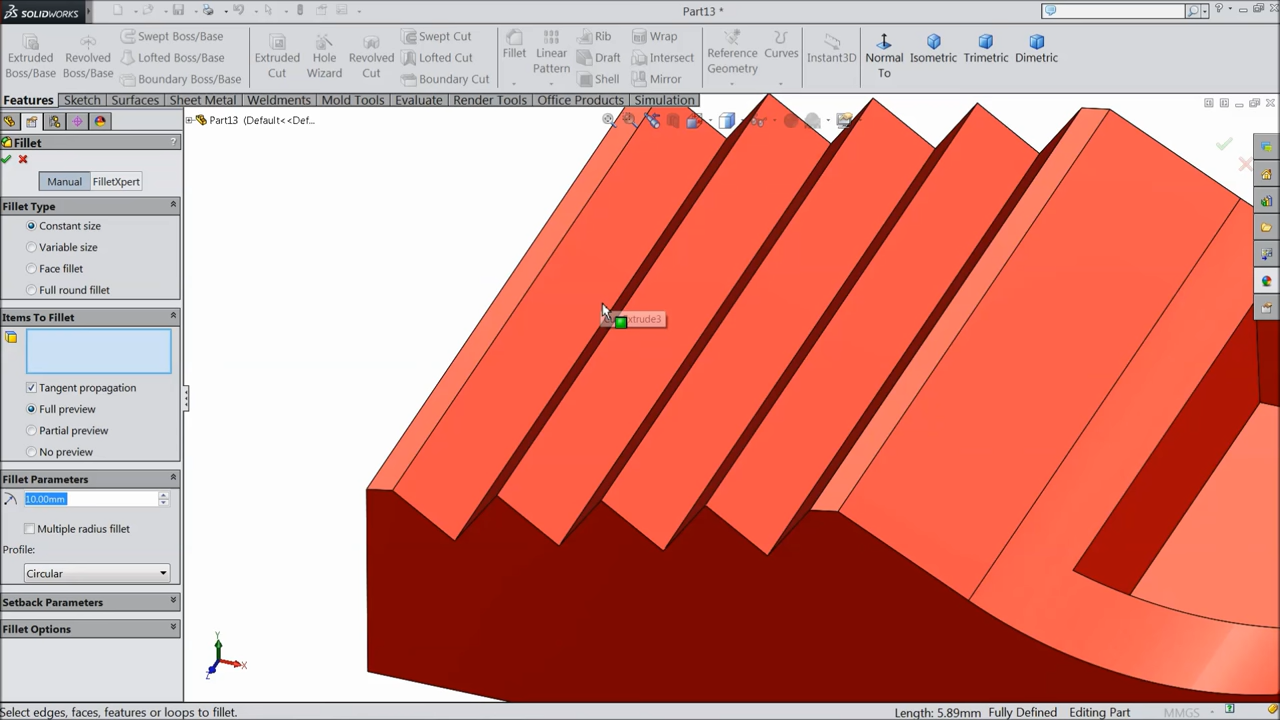 SOLIDWORKS
Part13 *
Extruded Boss/Base
Revolved Boss/Base
Swept Boss/Base
Lofted Boss/Base
Boundary Boss/Base
Extruded Cut
Hole Wizard
Revolved Cut
Swept Cut
Lofted Cut
Boundary Cut
Fillet
Linear Pattern
Rib
Draft
Shell
Wrap
Intersect
Mirror
Reference Geometry
Curves
Instant3D
Normal To
Isometric
Trimetric
Dimetric
Features Sketch Surfaces Sheet Metal Weldments Mold Tools Evaluate Render Tools Office Products Simulation
Part13 (Default<<Def...
Fillet ?
Manual FilletXpert
Fillet Type
Constant size
Variable size
Face fillet
Full round fillet
Items To Fillet
Tangent propagation
Full preview
Partial preview
No preview
Fillet Parameters
10.00mm
Multiple radius fillet
Profile:
Circular
Setback Parameters
Fillet Options
xtrude3
Y
X
Z
Select edges, faces, features or loops to fillet.
Length: 5.89mm Fully Defined Editing Part MMGS